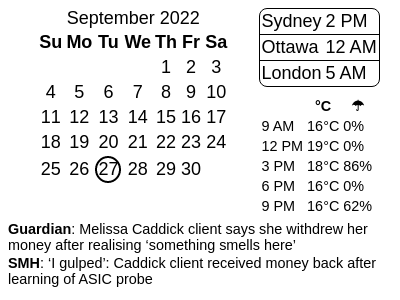 September 2022
Su Mo Tu We Th Fr Sa
1 2 3
4 5 6 7 8 9 10
11 12 13 14 15 16 17
18 19 20 21 22 23 24
25 26 27 28 29 30
Sydney 2 PM
Ottawa 12 AM
London 5 AM
°C ☂
9 AM 16°C 0%
12 PM 19°C 0%
3 PM 18°C 86%
6 PM 16°C 0%
9 PM 16°C 62%
Guardian: Melissa Caddick client says she withdrew her
money after realising ‘something smells here’
SMH: ‘I gulped’: Caddick client received money back after
learning of ASIC probe